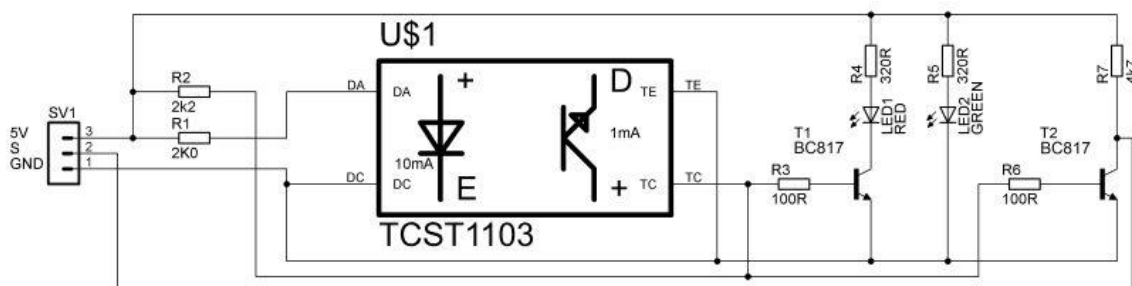 U$1
R2
2k2
R1
2K0
SV1
5V
S
GND
3
2
1
DA
DA
DC
DC
+
10mA
E
D
1mA
+
TE
TE
TC
TC
TCST1103
R3
100R
T1
BC817
R4
320R
LED1
RED
R5
320R
LED2
GREEN
R6
100R
T2
BC817
R7
4k7